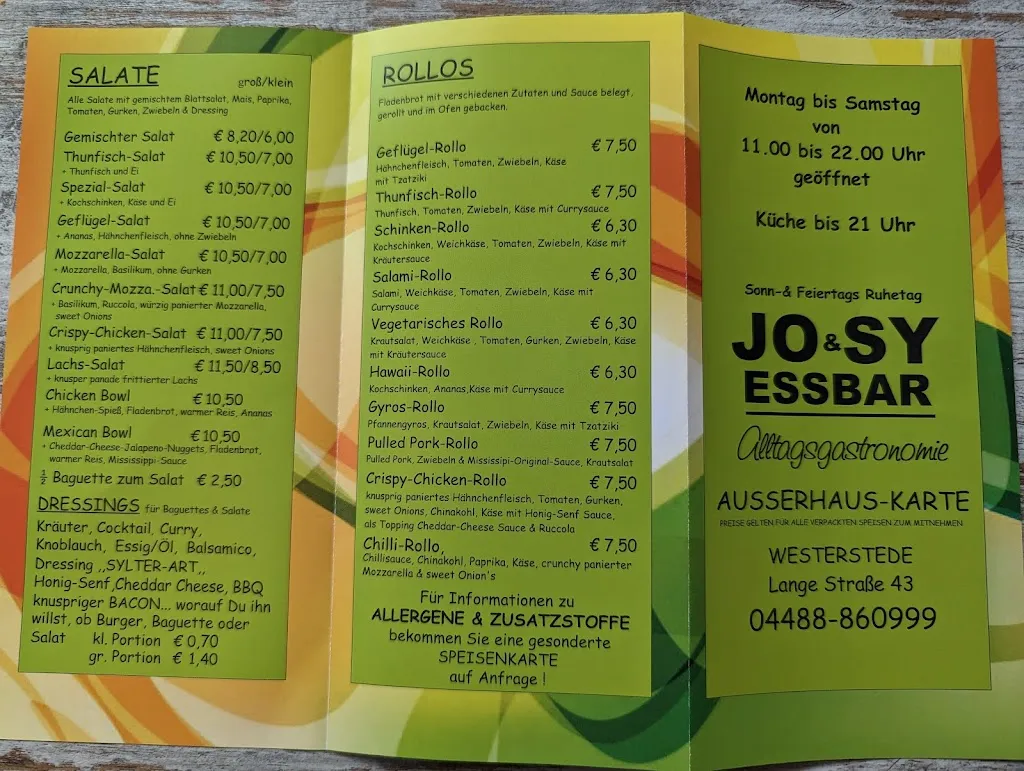 SALATE
groß/klein
Alle Salate mit gemischtem Blattsalat, Mais, Paprika,
Tomaten, Gurken, Zwiebeln & Dressing
Gemischter Salat € 8,20/6,00
Thunfisch-Salat € 10,50/7,00
+ Thunfisch und Ei
Spezial-Salat € 10,50/7,00
+ Kochschinken, Käse und Ei
Geflügel-Salat € 10,50/7,00
+ Ananas, Hähnchenfleisch, ohne Zwiebeln
Mozzarella-Salat € 10,50/7,00
+ Mozzarella, Basilikum, ohne Gurken
Crunchy-Mozza.-Salat € 11,00/7,50
+ Basilikum, Ruccola, würzig panierter Mozzarella,
sweet Onions
Crispy-Chicken-Salat € 11,00/7,50
+ knusprig paniertes Hähnchenfleisch, sweet Onions
Lachs-Salat € 11,50/8,50
+ knusper panade frittierter Lachs
Chicken Bowl € 10,50
+ Hähnchen-Spieß, Fladenbrot, warmer Reis, Ananas
Mexican Bowl € 10,50
+ Cheddar-Cheese-Jalapeno-Nuggets, Fladenbrot,
warmer Reis, Mississippi-Sauce
½ Baguette zum Salat € 2,50
DRESSINGS für Baguettes & Salate
Kräuter, Cocktail, Curry,
Knoblauch, Essig/Öl, Balsamico,
Dressing ,,SYLTER-ART,,
Honig-Senf,Cheddar Cheese, BBQ
knuspriger BACON... worauf Du ihn
willst, ob Burger, Baguette oder
Salat kl. Portion € 0,70
gr. Portion € 1,40
ROLLOS
Fladenbrot mit verschiedenen Zutaten und Sauce belegt,
gerollt und im Ofen gebacken.
Geflügel-Rollo € 7,50
Hähnchenfleisch, Tomaten, Zwiebeln, Käse
mit Tzatziki
Thunfisch-Rollo € 7,50
Thunfisch, Tomaten, Zwiebeln, Käse mit Currysauce
Schinken-Rollo € 6,30
Kochschinken, Weichkäse, Tomaten, Zwiebeln, Käse mit
Kräutersauce
Salami-Rollo € 6,30
Salami, Weichkäse, Tomaten, Zwiebeln, Käse mit
Currysauce
Vegetarisches Rollo € 6,30
Krautsalat, Weichkäse , Tomaten, Gurken, Zwiebeln, Käse
mit Kräutersauce
Hawaii-Rollo € 6,30
Kochschinken, Ananas,Käse mit Currysauce
Gyros-Rollo € 7,50
Pfannengyros, Krautsalat, Zwiebeln, Käse mit Tzatziki
Pulled Pork-Rollo € 7,50
Pulled Pork, Zwiebeln & Mississipi-Original-Sauce, Krautsalat
Crispy-Chicken-Rollo € 7,50
knusprig paniertes Hähnchenfleisch, Tomaten, Gurken,
sweet Onions, Chinakohl, Käse mit Honig-Senf Sauce,
als Topping Cheddar-Cheese Sauce & Ruccola
Chilli-Rollo, € 7,50
Chillisauce, Chinakohl, Paprika, Käse, crunchy panierter
Mozzarella & sweet Onion's
Für Informationen zu
ALLERGENE & ZUSATZSTOFFE
bekommen Sie eine gesonderte
SPEISENKARTE
auf Anfrage !
Montag bis Samstag
von
11.00 bis 22.00 Uhr
geöffnet
Küche bis 21 Uhr
Sonn-& Feiertags Ruhetag
JO&SY
ESSBAR
Alltagsgastronomie
AUSSERHAUS-KARTE
PREISE GELTEN FÜR ALLE VERPACKTEN SPEISEN ZUM MITNEHMEN
WESTERSTEDE
Lange Straße 43
04488-860999